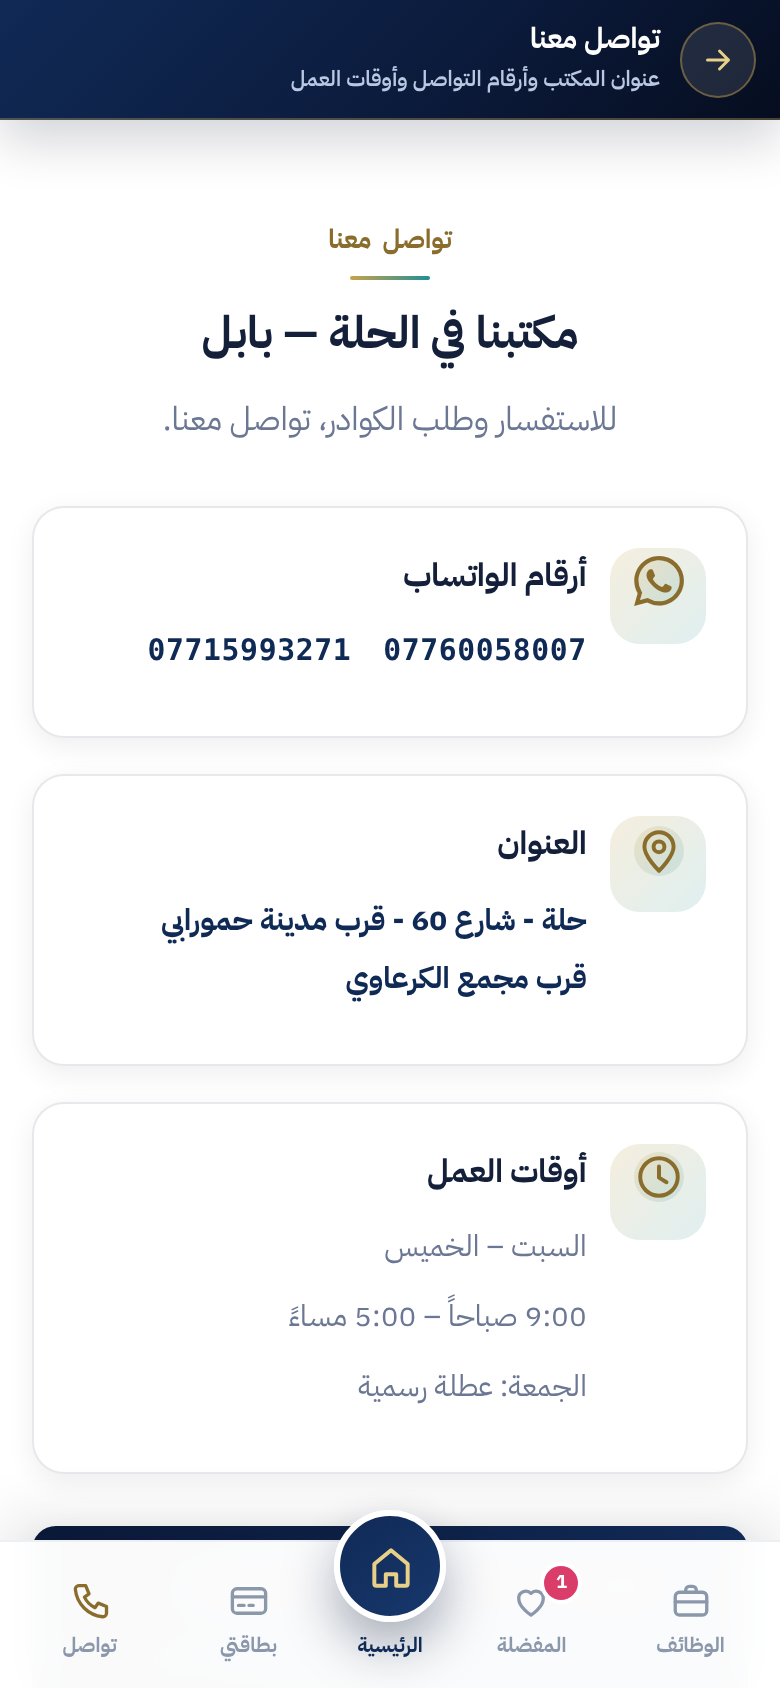 تواصل معنا
عنوان المكتب وأرقام التواصل وأوقات العمل
تواصل معنا
مكتبنا في الحلة – بابل
للاستفسار وطلب الكوادر، تواصل معنا.
أرقام الواتساب
07760058007 07715993271
العنوان
حلة - شارع 60 - قرب مدينة حمورابي
قرب مجمع الكرعاوي
أوقات العمل
السبت – الخميس
9:00 صباحاً – 5:00 مساءً
الجمعة: عطلة رسمية
1
الوظائف المفضلة الرئيسية بطاقتي تواصل